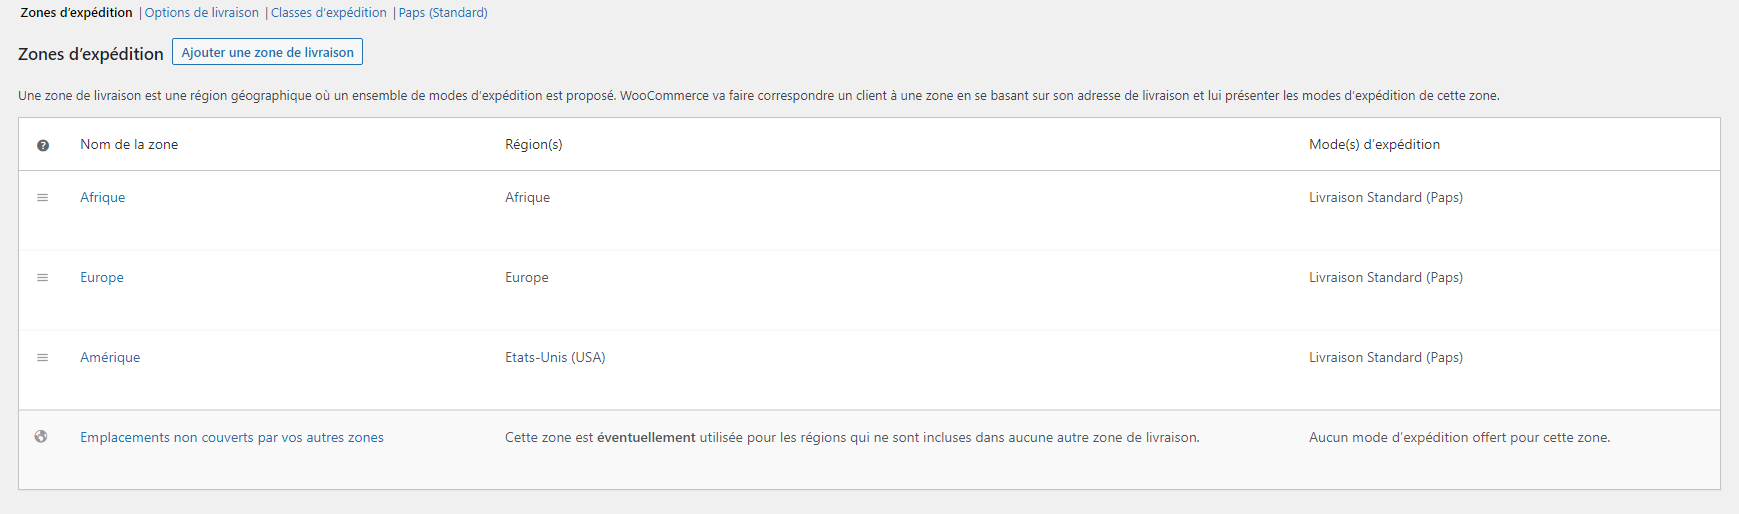 Zones d’expédition | Options de livraison | Classes d’expédition | Paps (Standard)
Zones d’expédition Ajouter une zone de livraison
Une zone de livraison est une région géographique où un ensemble de modes d’expédition est proposé. WooCommerce va faire correspondre un client à une zone en se basant sur son adresse de livraison et lui présenter les modes d’expédition de cette zone.
Nom de la zone Région(s) Mode(s) d’expédition
Afrique Afrique Livraison Standard (Paps)
Europe Europe Livraison Standard (Paps)
Amérique Etats-Unis (USA) Livraison Standard (Paps)
Emplacements non couverts par vos autres zones Cette zone est éventuellement utilisée pour les régions qui ne sont incluses dans aucune autre zone de livraison. Aucun mode d’expédition offert pour cette zone.